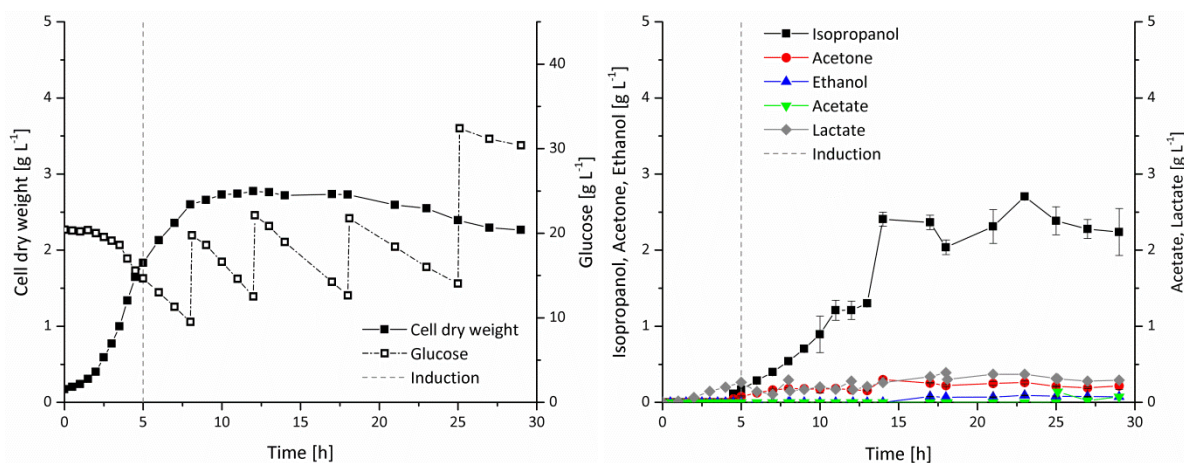 5
4
3
2
1
0
Cell dry weight [g L⁻¹]
40
30
20
10
0
Glucose [g L⁻¹]
Cell dry weight
Glucose
Induction
0 5 10 15 20 25 30
Time [h]
5
4
3
2
1
0
Isopropanol, Acetone, Ethanol [g L⁻¹]
Isopropanol
Acetone
Ethanol
Acetate
Lactate
Induction
5
4
3
2
1
0
Acetate, Lactate [g L⁻¹]
0 5 10 15 20 25 30
Time [h]